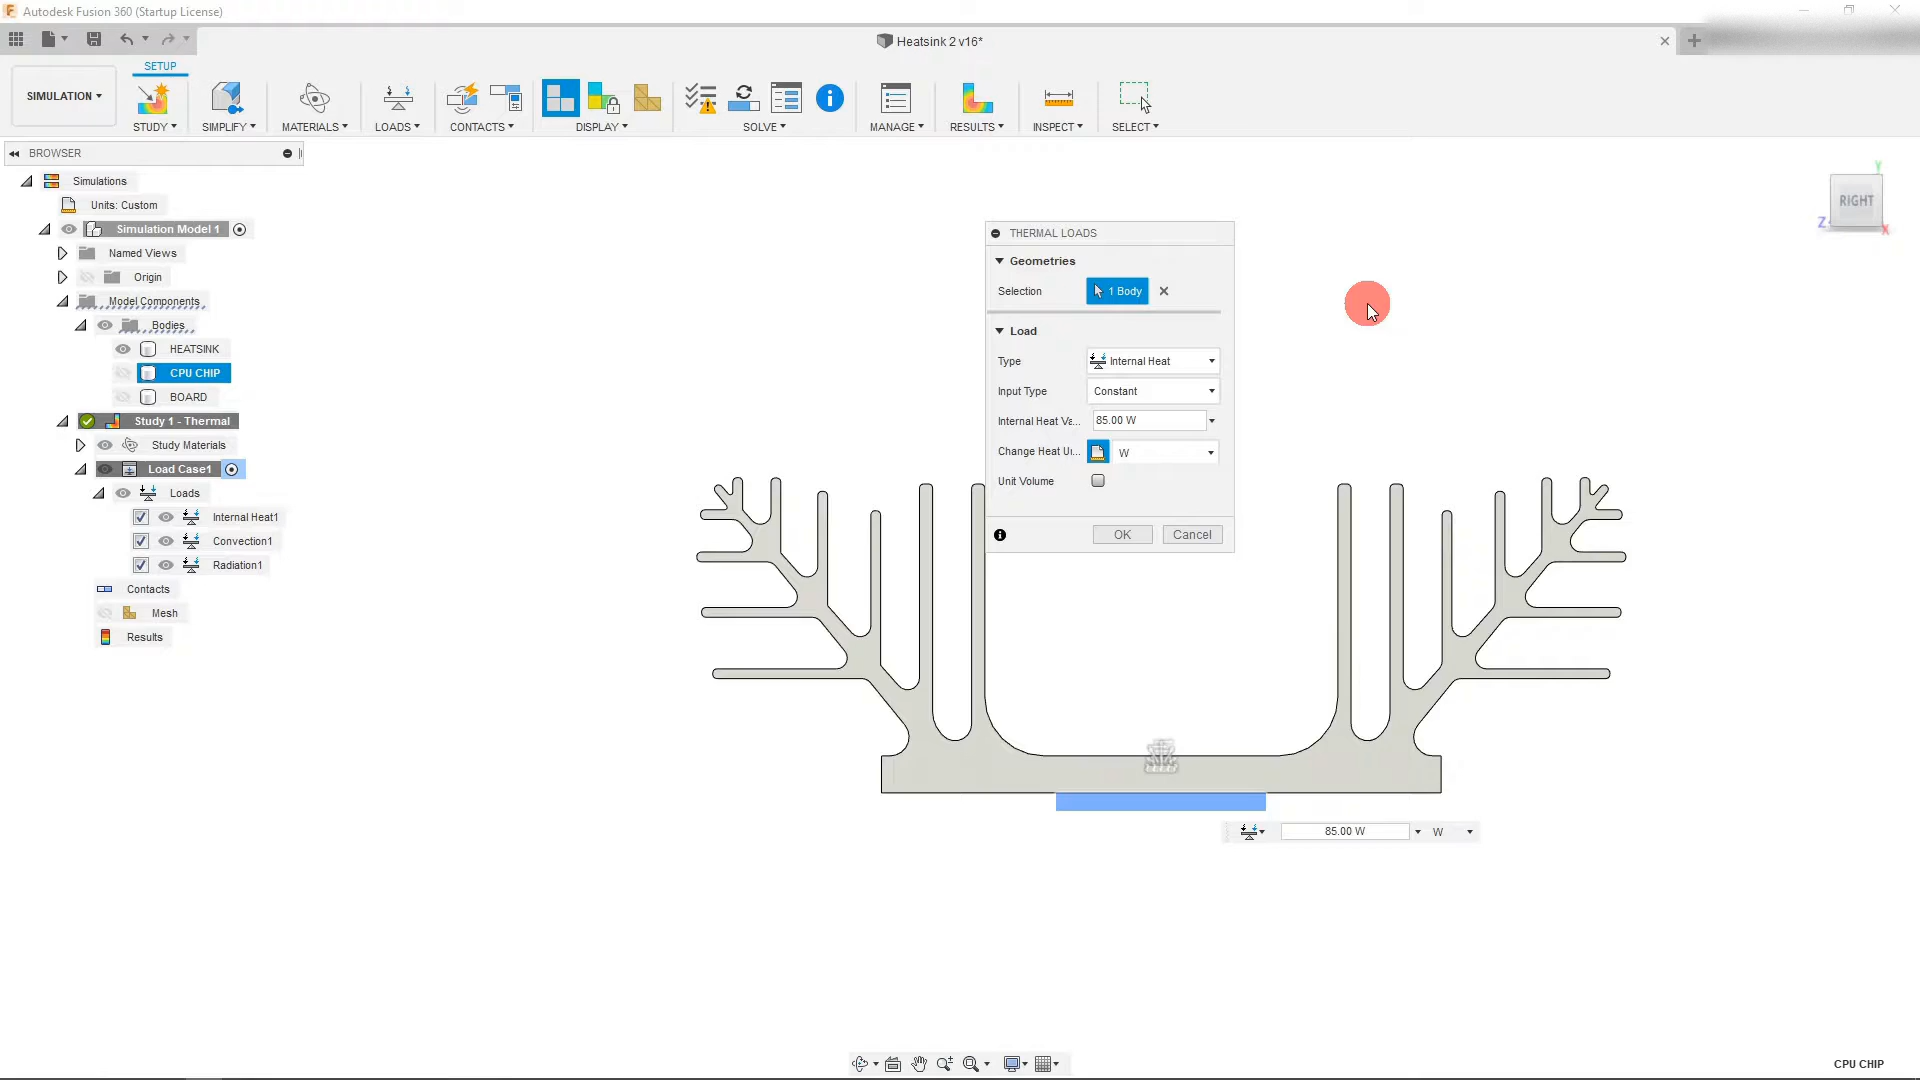 Autodesk Fusion 360 (Startup License)
Heatsink 2 v16*
SETUP
SIMULATION
STUDY
SIMPLIFY
MATERIALS
LOADS
CONTACTS
DISPLAY
SOLVE
MANAGE
RESULTS
INSPECT
SELECT
BROWSER
Simulations
Units: Custom
Simulation Model 1
Named Views
Origin
Model Components
Bodies
HEATSINK
CPU CHIP
BOARD
Study 1 - Thermal
Study Materials
Load Case1
Loads
Internal Heat1
Convection1
Radiation1
Contacts
Mesh
Results
THERMAL LOADS
Geometries
Selection 1 Body
Load
Type Internal Heat
Input Type Constant
Internal Heat Va... 85.00 W
Change Heat Ur... W
Unit Volume
OK Cancel
Y
RIGHT
Z
X
85.00 W W
CPU CHIP